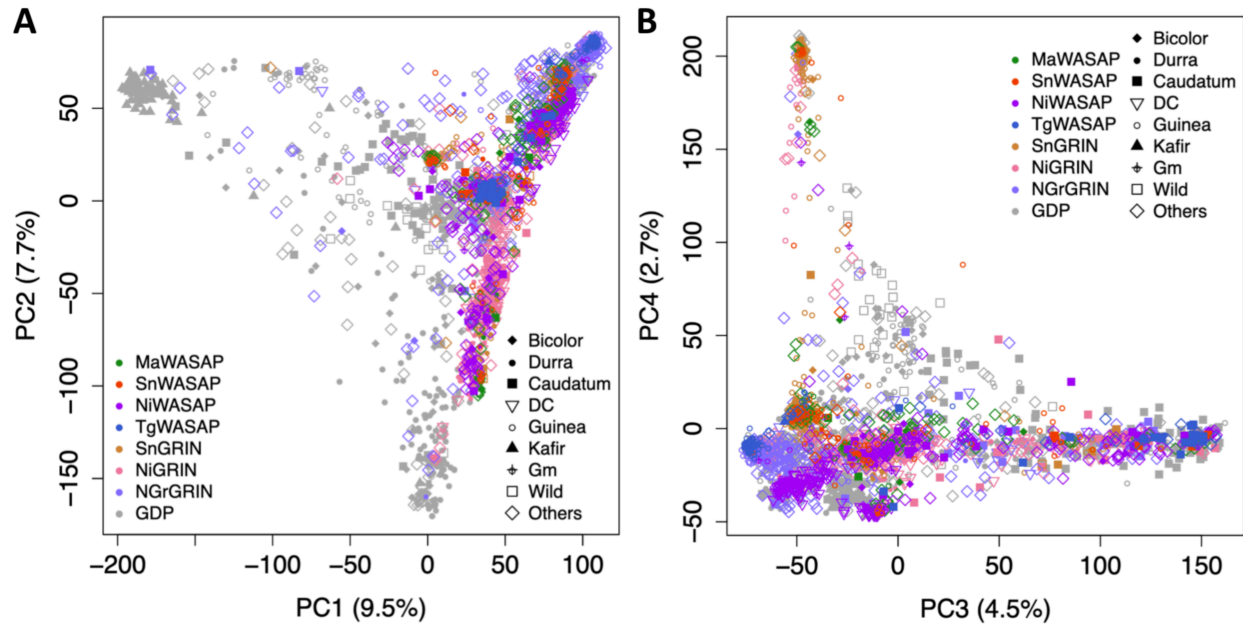 A
PC2 (7.7%)
50
0
−50
−100
−150
MaWASAP
SnWASAP
NiWASAP
TgWASAP
SnGRIN
NiGRIN
NGrGRIN
GDP
Bicolor
Durra
Caudatum
DC
Guinea
Kafir
Gm
Wild
Others
−200
−100
0
50
100
PC1 (9.5%)
B
PC4 (2.7%)
200
150
100
50
0
−50
MaWASAP
SnWASAP
NiWASAP
TgWASAP
SnGRIN
NiGRIN
NGrGRIN
GDP
Bicolor
Durra
Caudatum
DC
Guinea
Kafir
Gm
Wild
Others
−50
0
50
100
150
PC3 (4.5%)